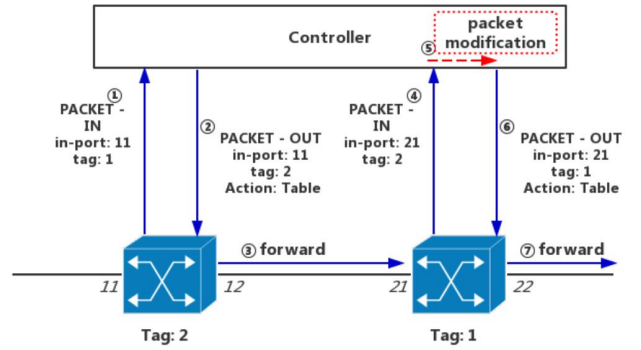 Controller
packet
modification
⑤
①
PACKET -
IN
in-port: 11
tag: 1
②
PACKET - OUT
in-port: 11
tag: 2
Action: Table
④
PACKET -
IN
in-port: 21
tag: 2
⑥
PACKET - OUT
in-port: 21
tag: 1
Action: Table
③ forward
⑦ forward
11
12
21
22
Tag: 2
Tag: 1